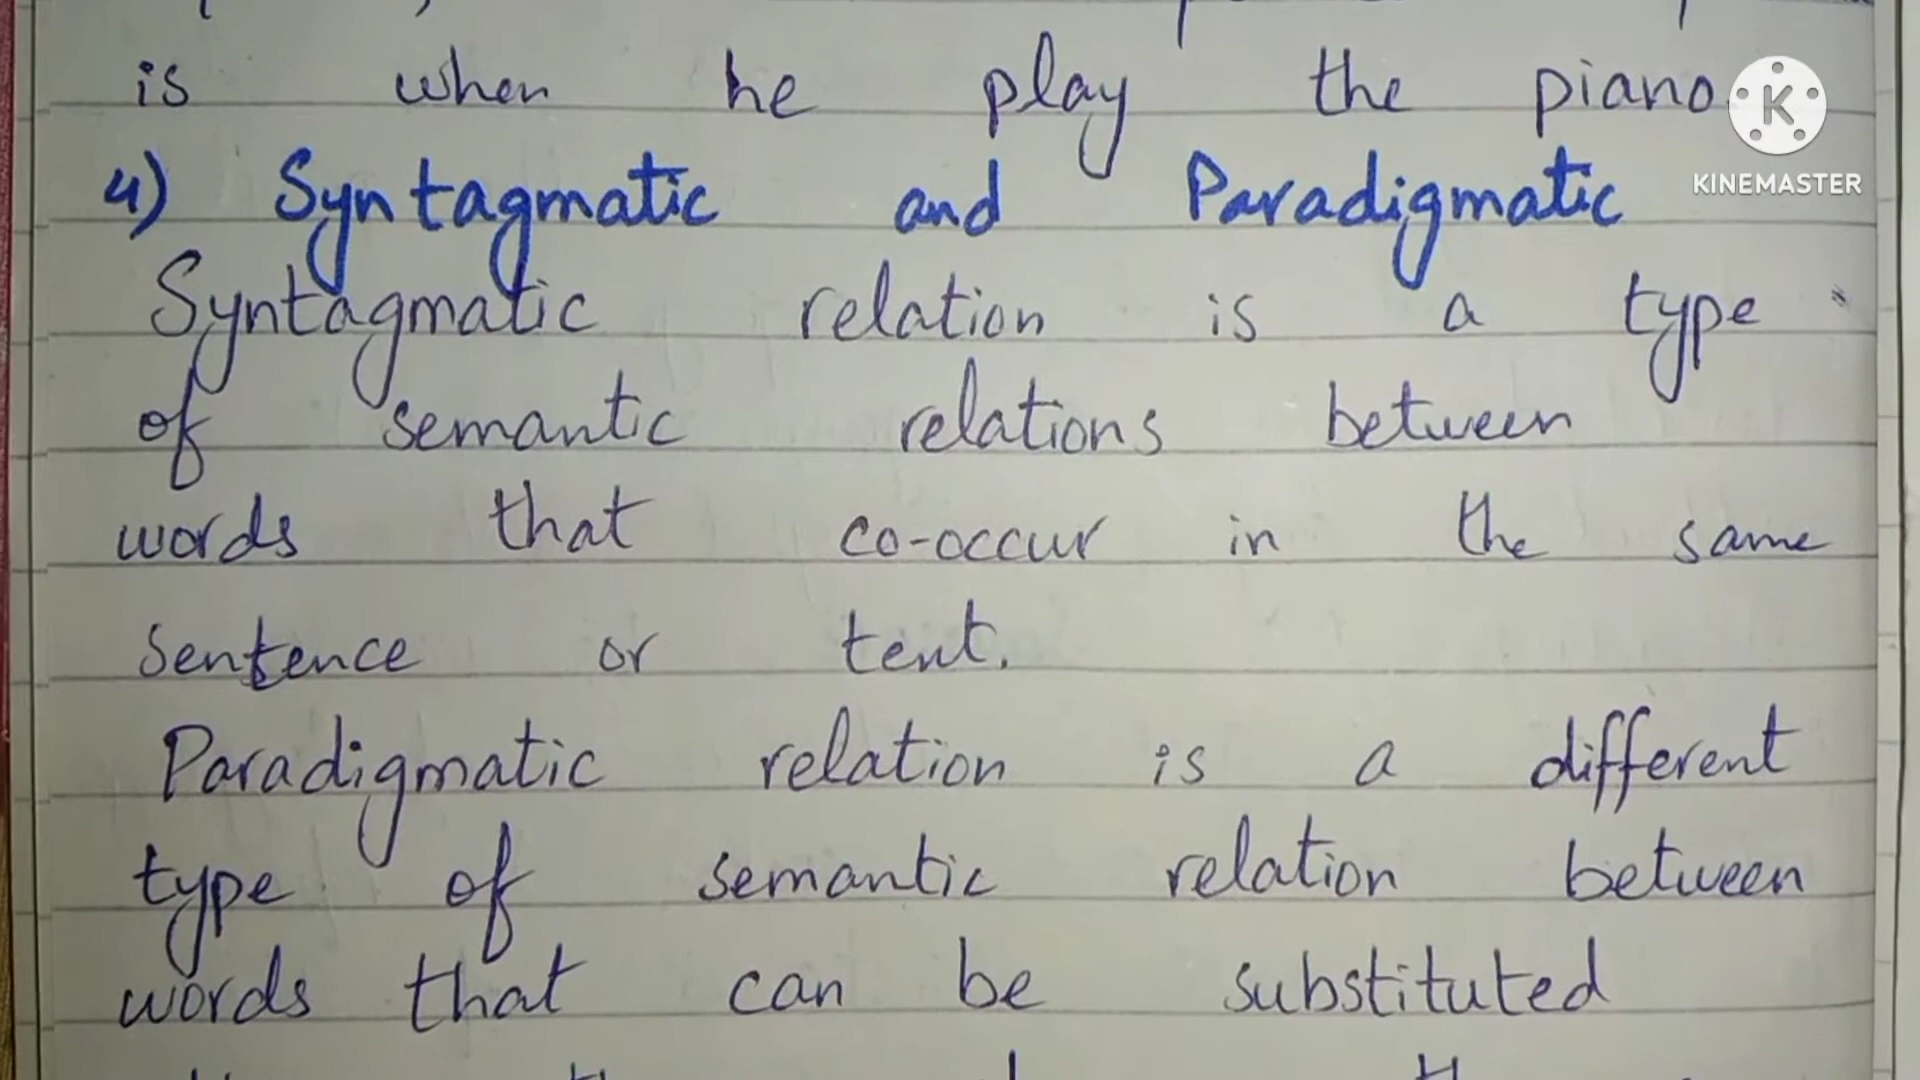 is when he play the piano.
4) Syntagmatic and Paradigmatic
Syntagmatic relation is a type
of semantic relations between
words that co-occur in the same
sentence or text.
Paradigmatic relation is a different
type of semantic relation between
words that can be substituted
KINEMASTER